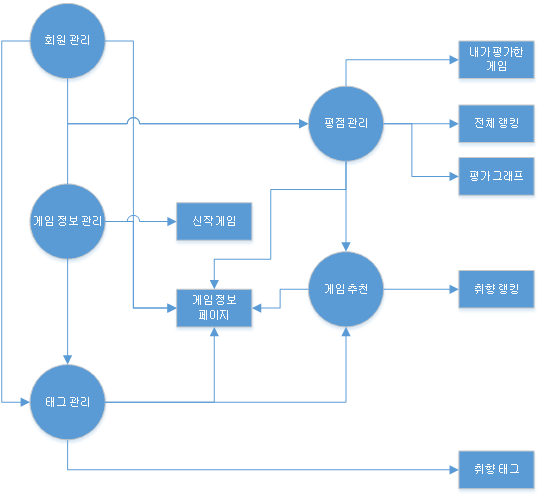 회원 관리
내가 평가한
게임
평점 관리
전체 랭킹
평가 그래프
게임 정보 관리
신작 게임
게임 정보
페이지
게임 추천
취향 랭킹
태그 관리
취향 태그